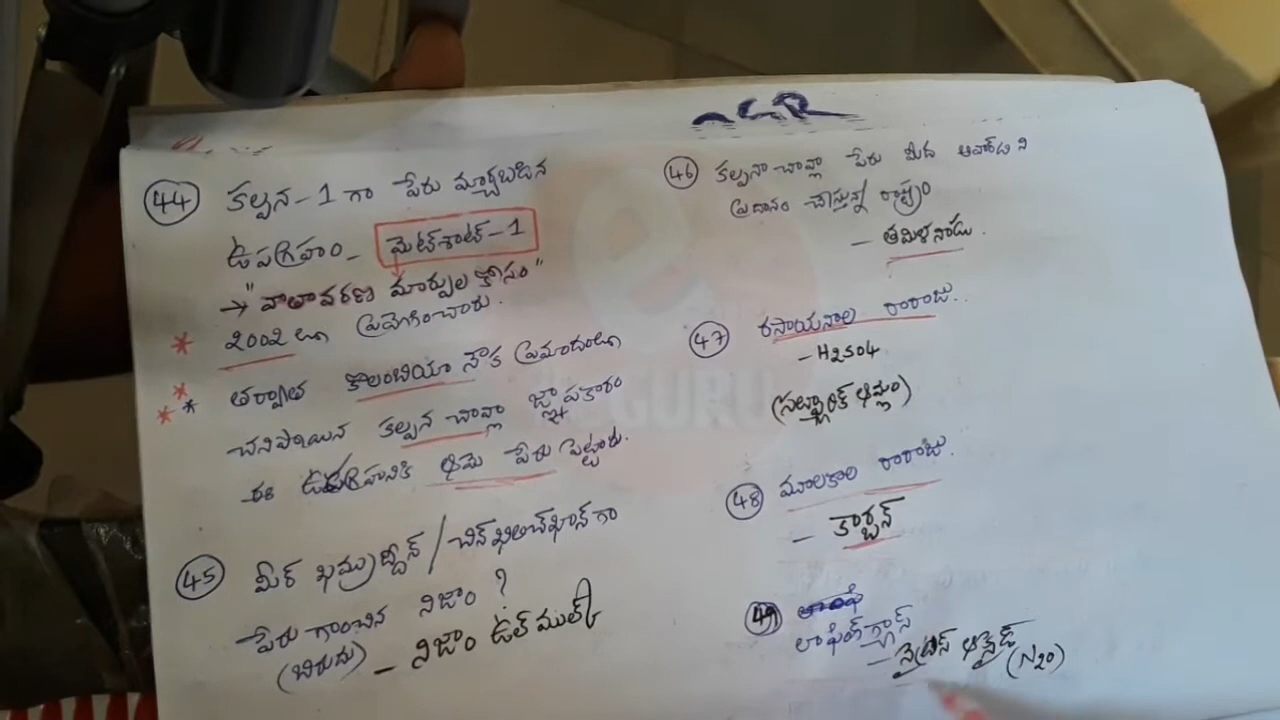 44 కల్పన-1 గా పేరు మార్చబడిన
ఉపగ్రహం - మెట్‌శాట్-1
→ "వాతావరణ మార్పుల కోసం"
* 2002 లో ప్రయోగించారు.
** * తర్వాత కొలంబియా నౌక ప్రమాదంలో
చనిపోయిన కల్పన చావ్లా జ్ఞాపకారం
ఈ ఉపగ్రహానికి ఆమె పేరు పెట్టారు.
45 మీర్ ఖమ్రుద్దీన్ / చిన్‌ఖిలిచ్‌ఖాన్ గా
పేరు గాంచిన నిజాం ?
(బిరుదు) - నిజాం ఉల్ ముల్క్
46 కల్పనా చావ్లా పేరు మీద అవార్డు ని
ప్రదానం చేస్తున్న రాష్ట్రం
- తమిళనాడు.
47 రసాయనాల రారాజు..
- H2SO4
(సల్ఫ్యూరిక్ ఆమ్లం)
48 మూలకాల రారాజు.
- కార్బన్
49
లాఫింగ్ గ్యాస్
- నైట్రస్ ఆక్సైడ్ (N2O)
GURU